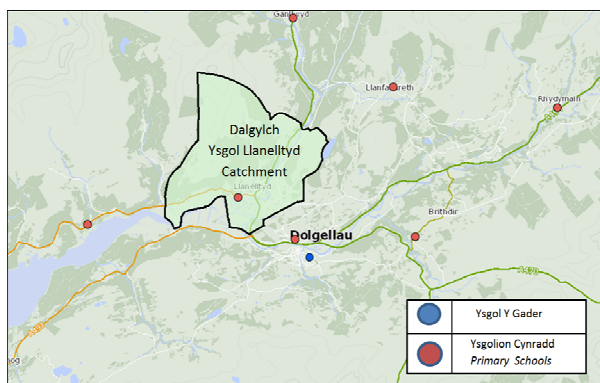 Ganllwyd
Llanfachreth
Rhydymain
Dalgylch
Ysgol Llanelltyd
Catchment
Llanelltyd
Brithdir
Dolgellau
Ysgol Y Gader
Ysgolion Cynradd
Primary Schools